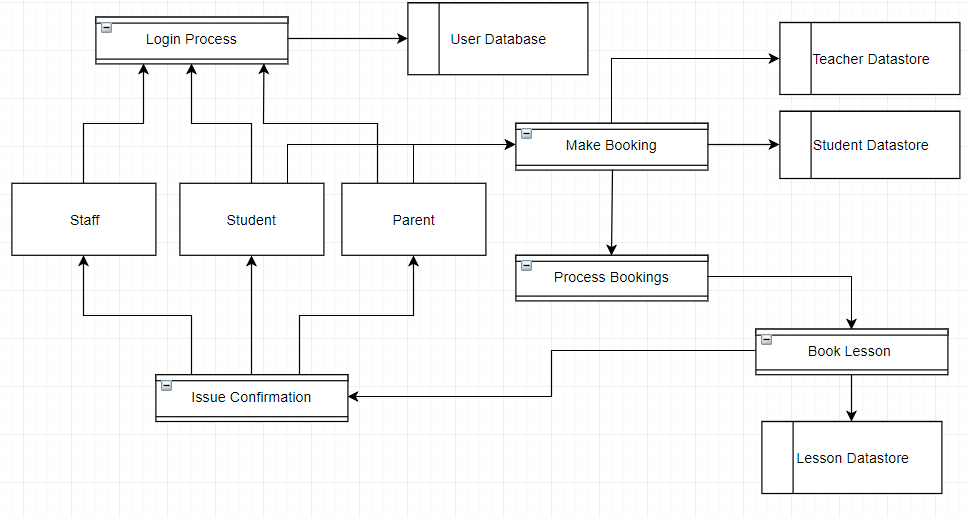 Login Process
User Database
Teacher Datastore
Make Booking
Student Datastore
Staff
Student
Parent
Process Bookings
Book Lesson
Issue Confirmation
Lesson Datastore